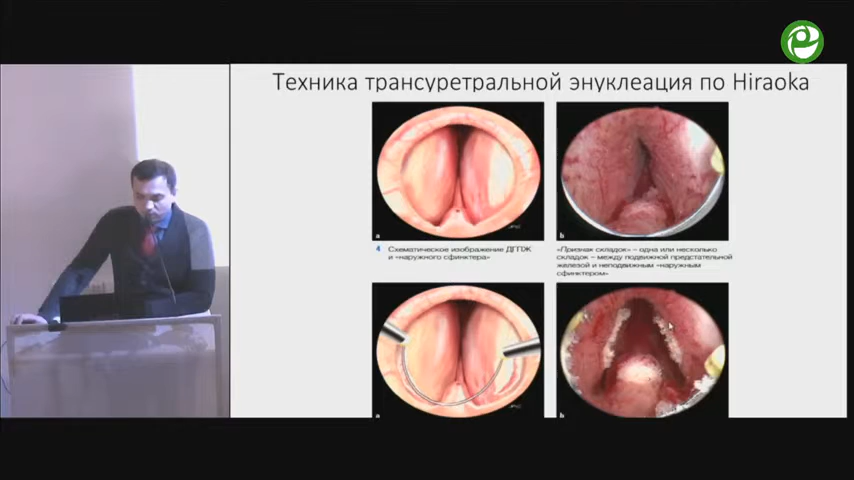 Техника трансуретральной энуклеация по Hiraoka
a
b
4 Схематическое изображение ДГПЖ
и «наружного сфинктера»
«Признак складок» – одна или несколько
складок – между подвижной предстательной
железой и неподвижным «наружным
сфинктером»
a
b